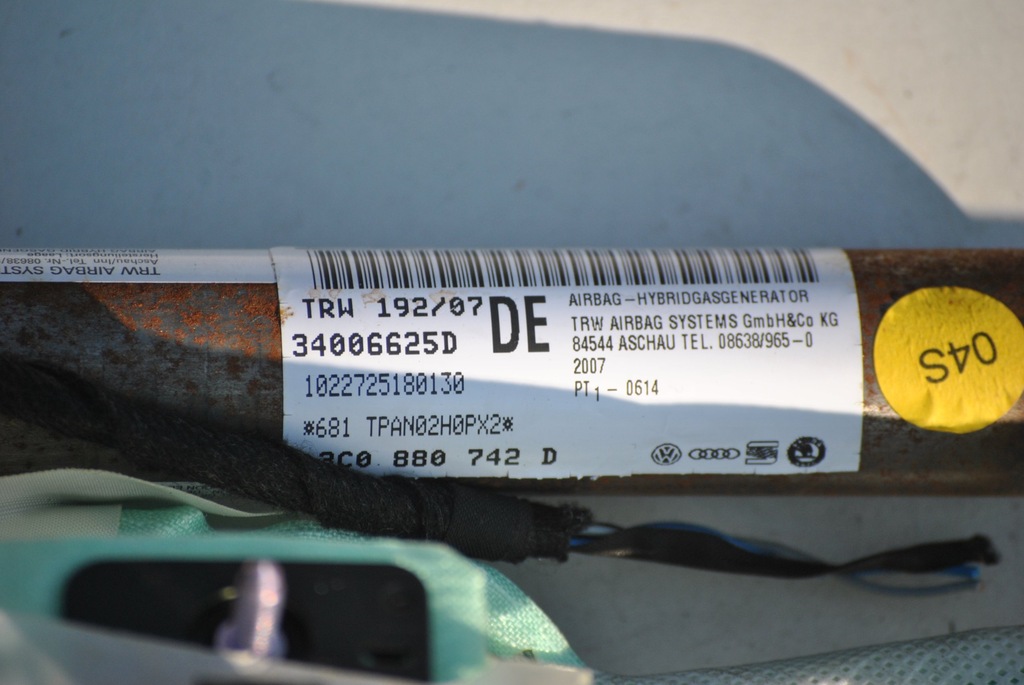 TRW AIRBAG SYST
TRW 192/07
34006625D
DE
1022725180130
*681 TPAN02H0PX2*
3C0 880 742 D
AIRBAG-HYBRIDGASGENERATOR
TRW AIRBAG SYSTEMS GmbH&Co KG
84544 ASCHAU TEL. 08638/965-0
2007
PT1 - 0614
04S